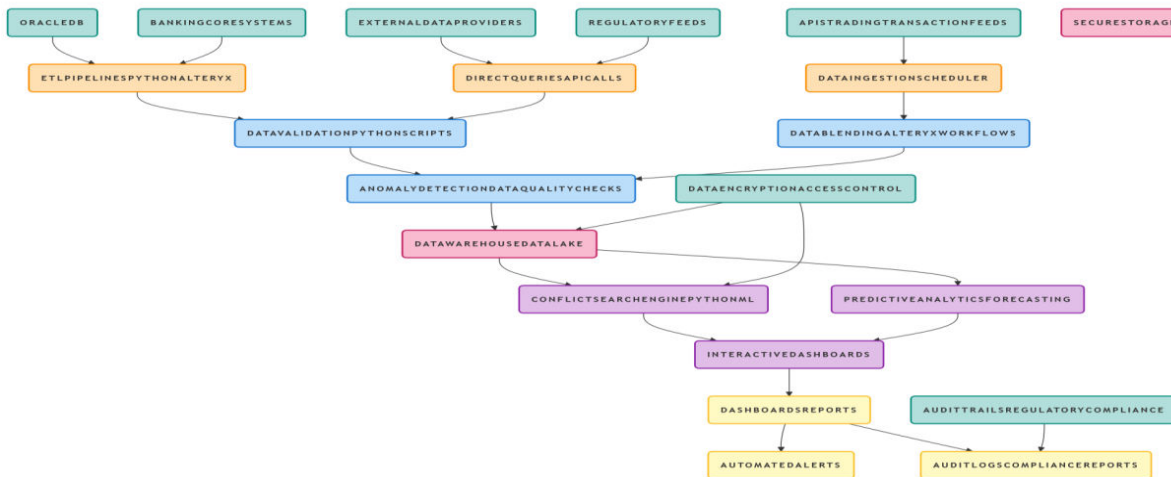 ORACLEDB
BANKINGCORESYSTEMS
EXTERNALDATAPROVIDERS
REGULATORYFEEDS
APISTRADINGTRANSACTIONFEEDS
SECURESTORAGE
ETLPIPELINESPYTHONALTERYX
DIRECTQUERIESAPICALLS
DATAINGESTIONSCHEDULER
DATAVALIDATIONPYTHONSCRIPTS
DATABLENDINGALTERYXWORKFLOWS
ANOMALYDETECTIONDATAQUALITYCHECKS
DATAENCRYPTIONACCESSCONTROL
DATAWAREHOUSEDATALAKE
CONFLICTSEARCHENGINEPYTHONML
PREDICTIVEANALYTICSFORECASTING
INTERACTIVEDASHBOARDS
DASHBOARDSREPORTS
AUDITTRAILSREGULATORYCOMPLIANCE
AUTOMATEDALERTS
AUDITLOGSCOMPLIANCEREPORTS